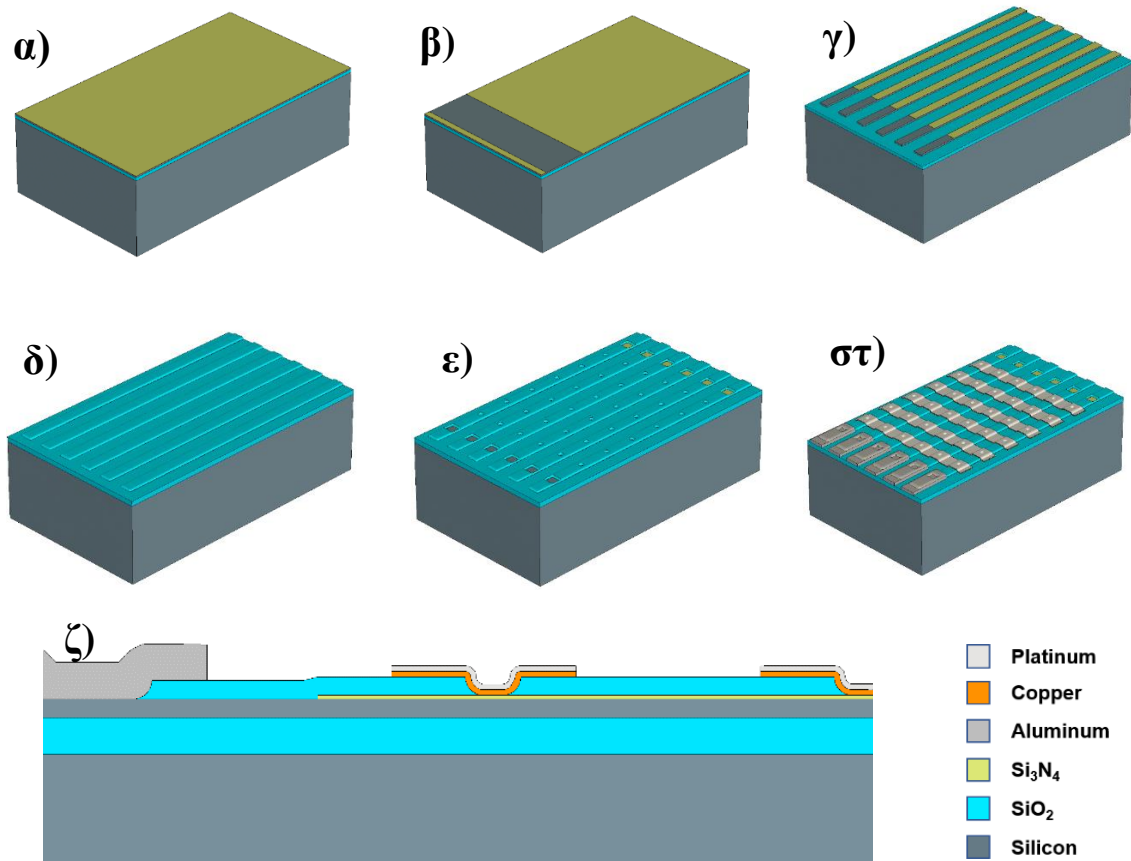 α)
β)
γ)
δ)
ε)
στ)
ζ)
Platinum
Copper
Aluminum
Si₃N₄
SiO₂
Silicon